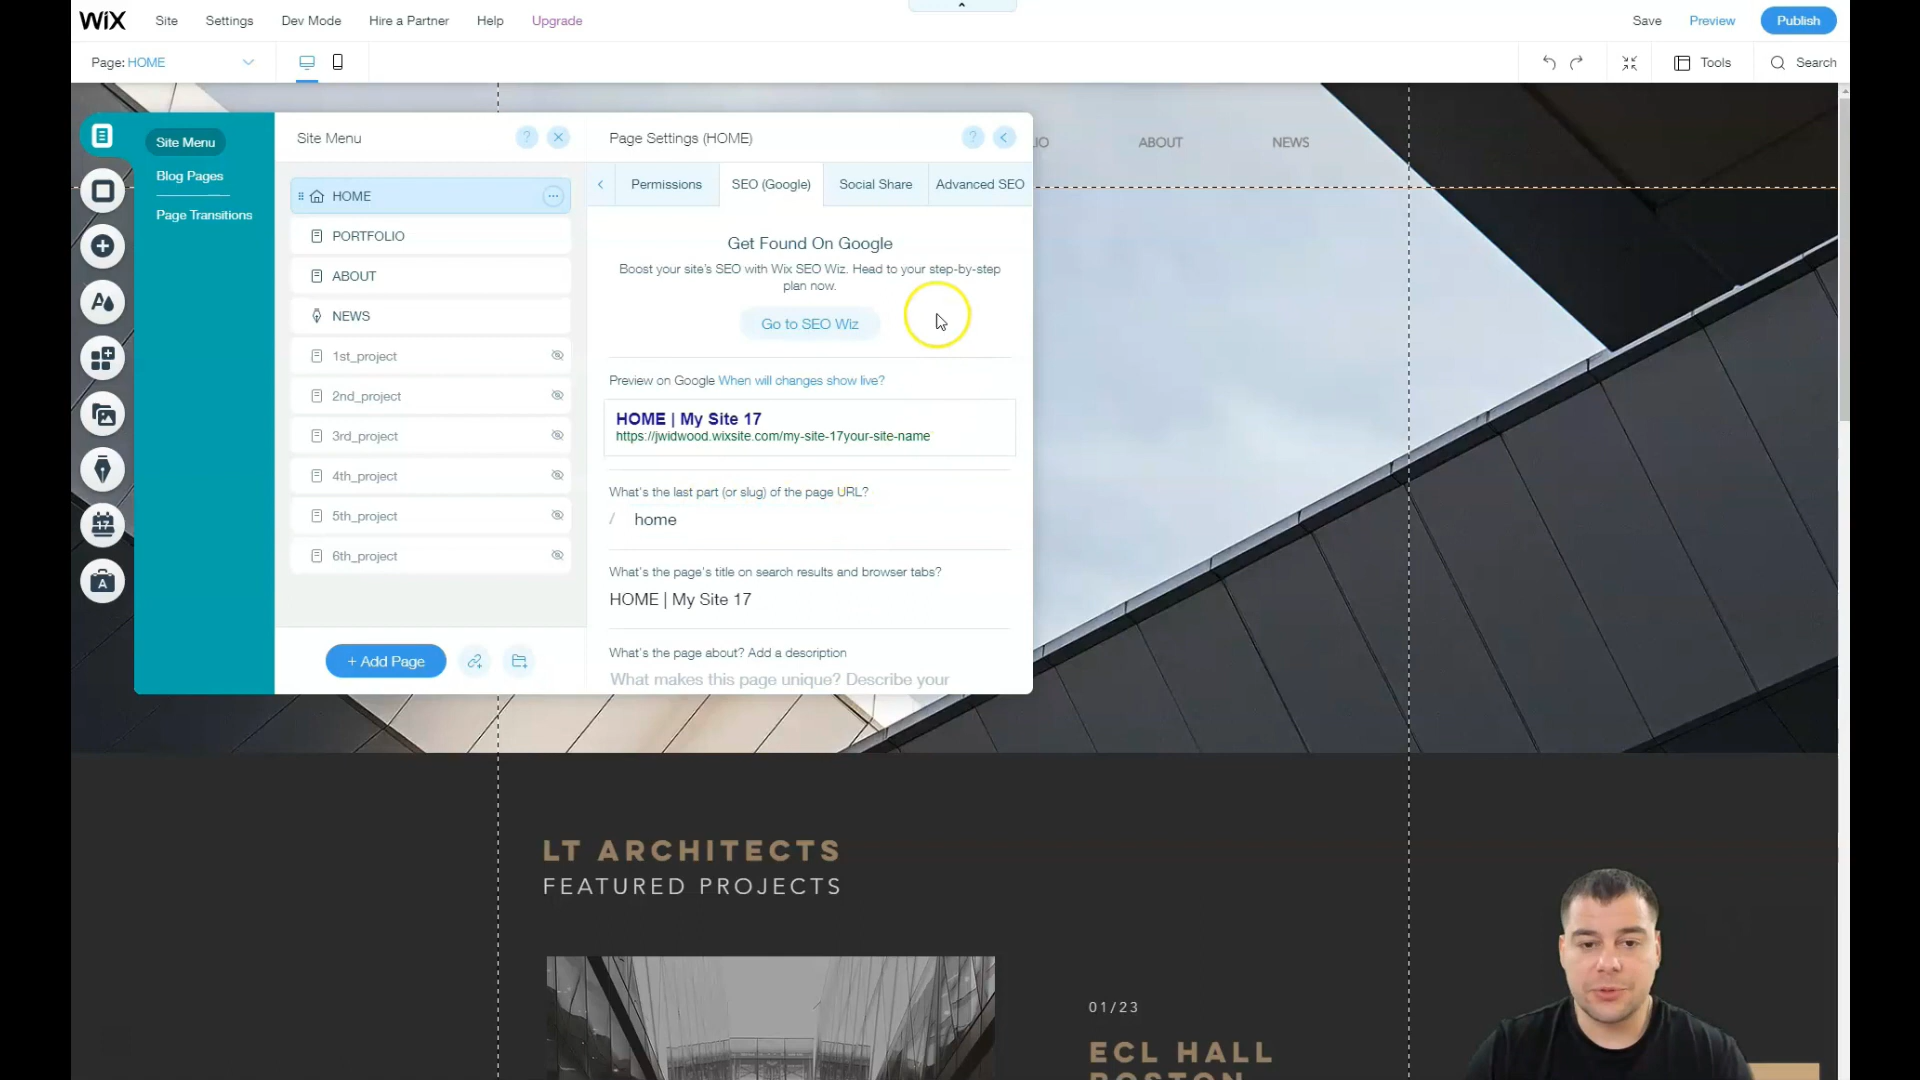 WiX Site Settings Dev Mode Hire a Partner Help Upgrade Save Preview Publish
Page: HOME Tools Search
Site Menu
Blog Pages
Page Transitions
Site Menu ? 
HOME
PORTFOLIO
ABOUT
NEWS
1st_project
2nd_project
3rd_project
4th_project
5th_project
6th_project
+ Add Page
Page Settings (HOME) ?
Permissions SEO (Google) Social Share Advanced SEO
Get Found On Google
Boost your site's SEO with Wix SEO Wiz. Head to your step-by-step
plan now.
Go to SEO Wiz
Preview on Google When will changes show live?
HOME | My Site 17
https://jwidwood.wixsite.com/my-site-17your-site-name
What's the last part (or slug) of the page URL?
/ home
What's the page's title on search results and browser tabs?
HOME | My Site 17
What's the page about? Add a description
What makes this page unique? Describe your
IO ABOUT NEWS
17
A
LT ARCHITECTS
FEATURED PROJECTS
01/23
ECL HALL
BOSTON